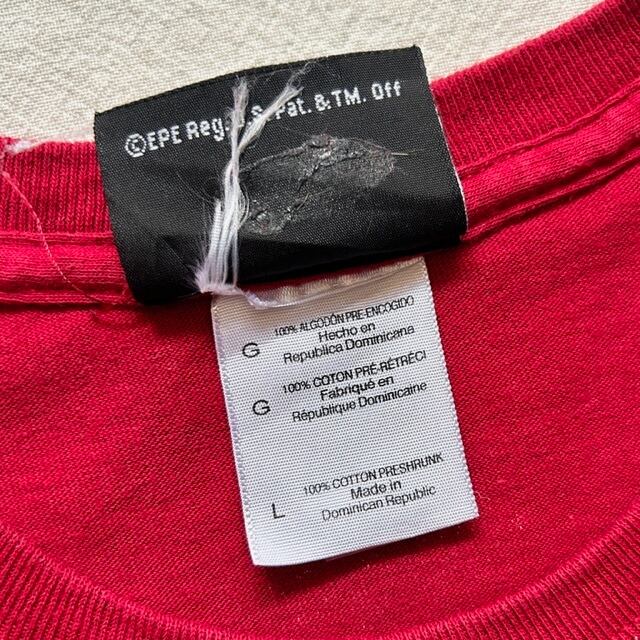 ©EPE Reg. U.S. Pat. & TM. Off
100% ALGODÓN PRE-ENCOGIDO
G Hecho en
Republica Dominicana
100% COTON PRÉ-RÉTRÉCI
G Fabriqué en
République Dominicaine
100% COTTON PRESHRUNK
L Made in
Dominican Republic